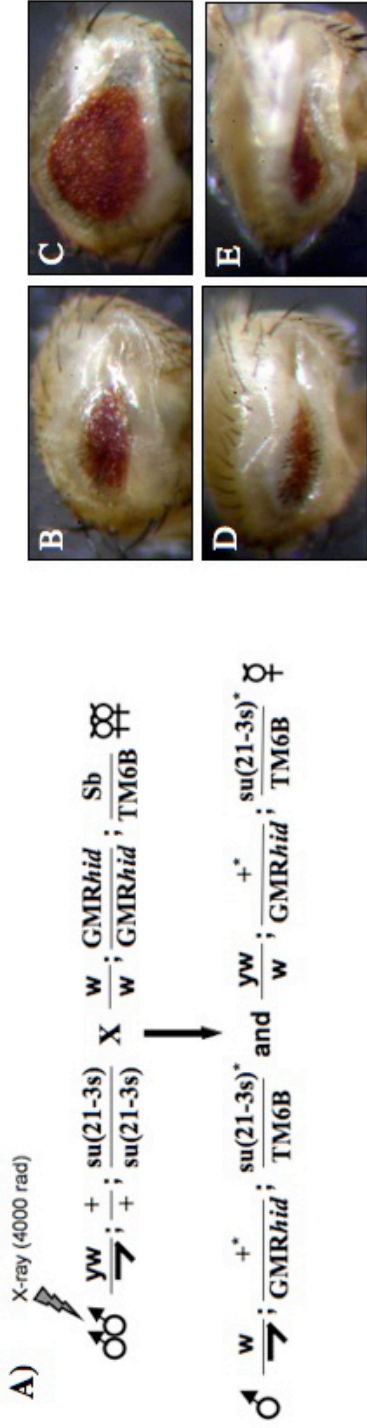 A)
X-ray (4000 rad)
yw ; + ; su(21-3s) X w ; GMRhid ; Sb
+ su(21-3s) w GMRhid TM6B
w ; +* ; su(21-3s)* and yw ; +* ; su(21-3s)*
GMRhid TM6B w GMRhid TM6B
B
C
D
E